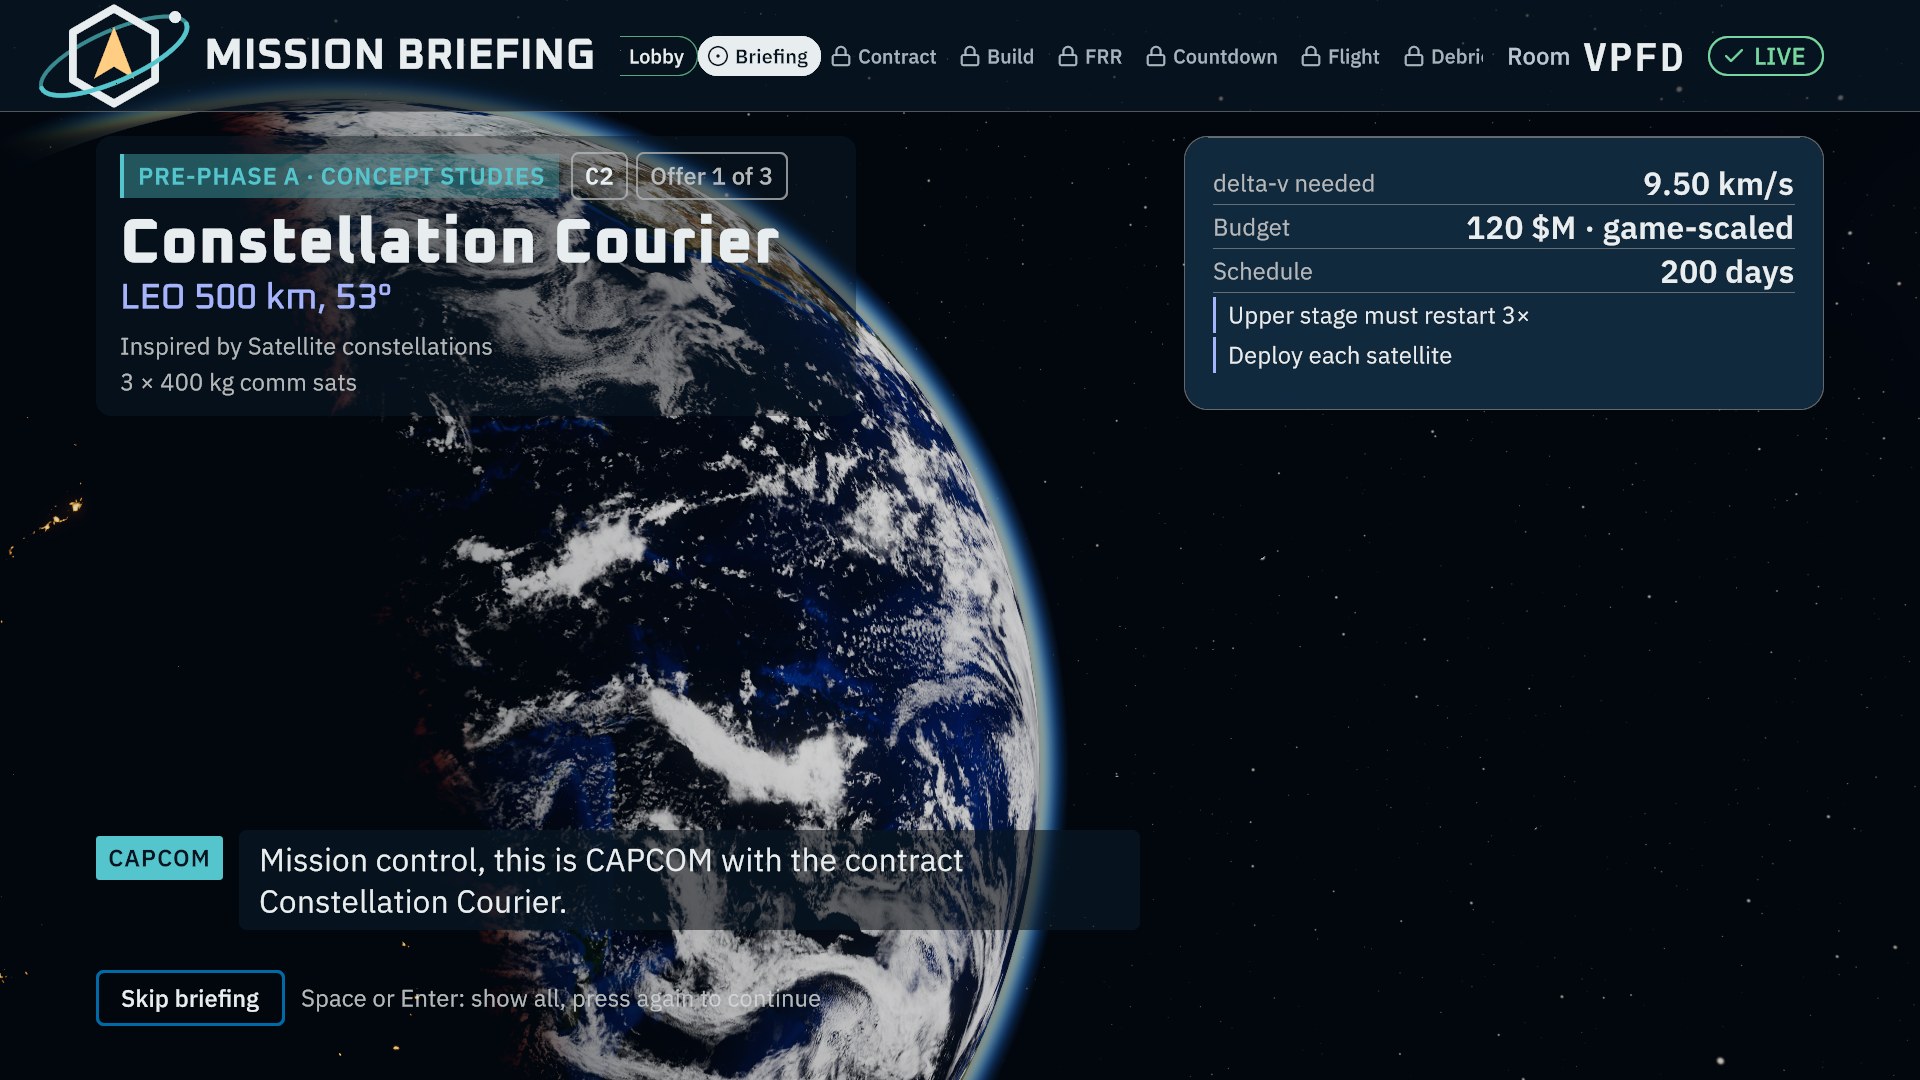 MISSION BRIEFING
Lobby
Briefing
Contract
Build
FRR
Countdown
Flight
Debri
Room VPFD
LIVE
PRE-PHASE A · CONCEPT STUDIES
C2
Offer 1 of 3
Constellation Courier
LEO 500 km, 53°
Inspired by Satellite constellations
3 × 400 kg comm sats
delta-v needed 9.50 km/s
Budget 120 $M · game-scaled
Schedule 200 days
Upper stage must restart 3×
Deploy each satellite
CAPCOM
Mission control, this is CAPCOM with the contract
Constellation Courier.
Skip briefing
Space or Enter: show all, press again to continue